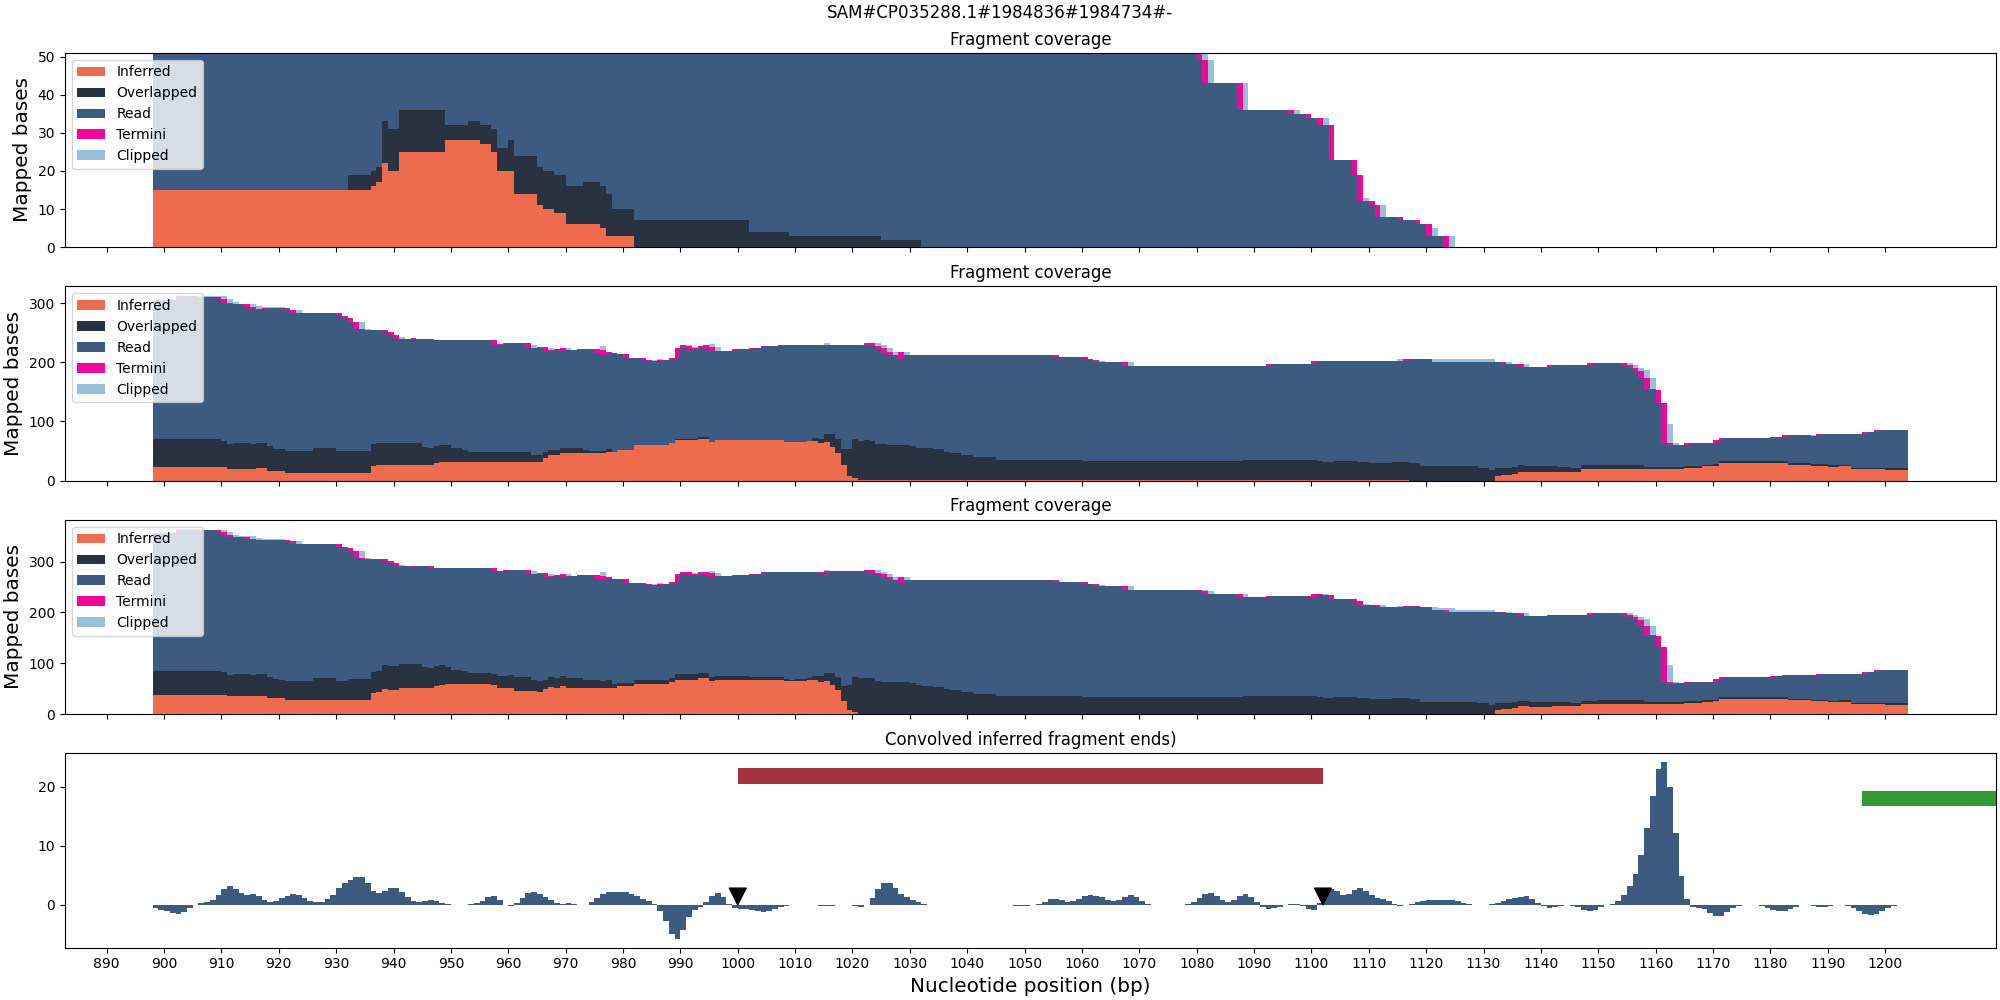 SAM#CP035288.1#1984836#1984734#-
Fragment coverage
Mapped bases
50
40
30
20
10
0
Inferred
Overlapped
Read
Termini
Clipped
Fragment coverage
Mapped bases
300
200
100
0
Inferred
Overlapped
Read
Termini
Clipped
Fragment coverage
Mapped bases
300
200
100
0
Inferred
Overlapped
Read
Termini
Clipped
Convolved inferred fragment ends)
20
10
0
890 900 910 920 930 940 950 960 970 980 990 1000 1010 1020 1030 1040 1050 1060 1070 1080 1090 1100 1110 1120 1130 1140 1150 1160 1170 1180 1190 1200
Nucleotide position (bp)